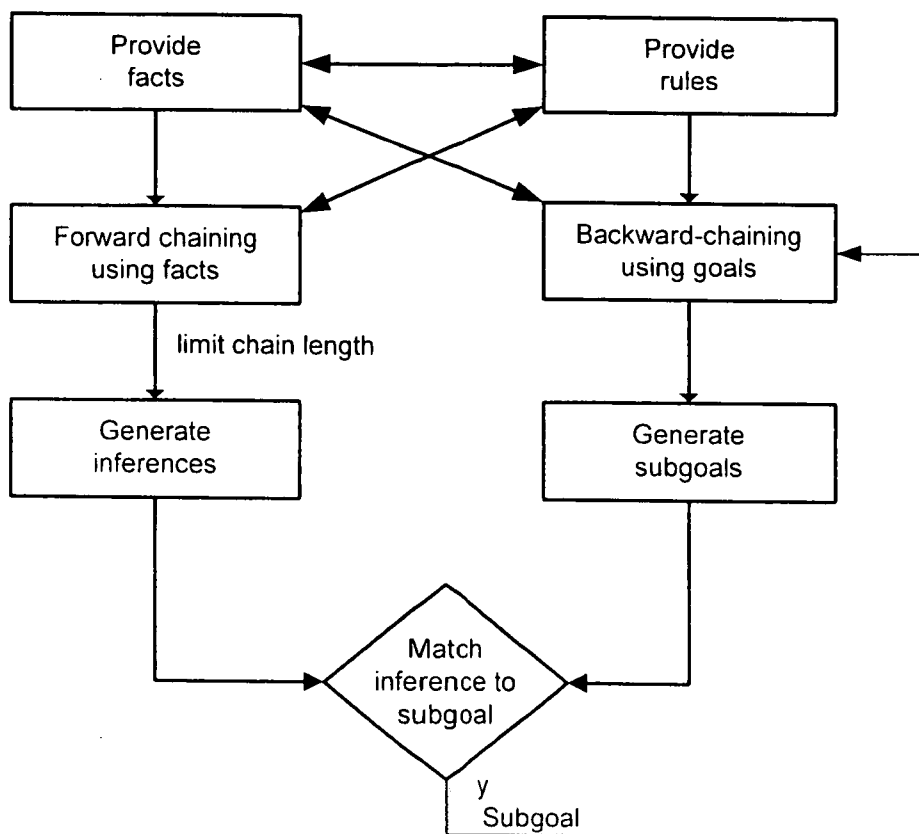 Provide
facts
Provide
rules
Forward chaining
using facts
Backward-chaining
using goals
limit chain length
Generate
inferences
Generate
subgoals
Match
inference to
subgoal
y
Subgoal